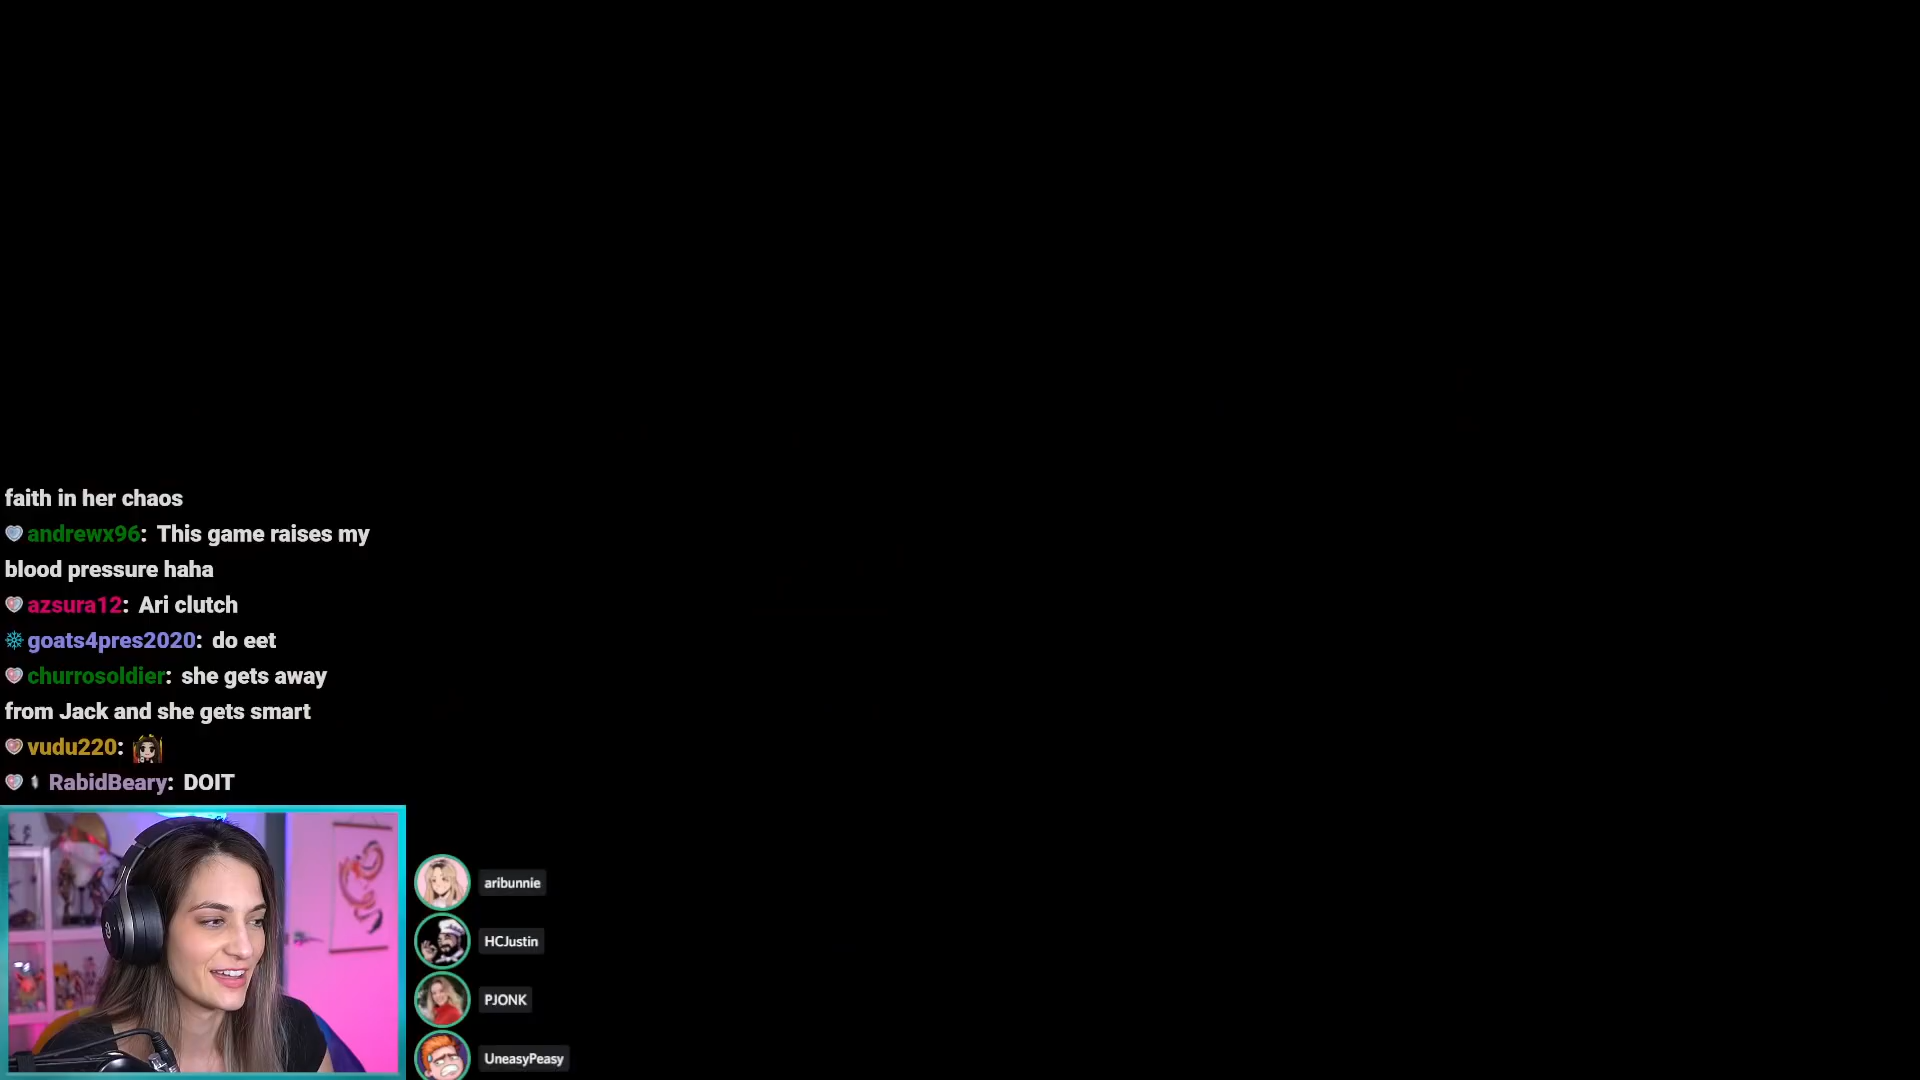 faith in her chaos
andrewx96: This game raises my
blood pressure haha
azsura12: Ari clutch
goats4pres2020: do eet
churrosoldier: she gets away
from Jack and she gets smart
vudu220:
RabidBeary: DOIT
aribunnie
HCJustin
PJONK
UneasyPeasy